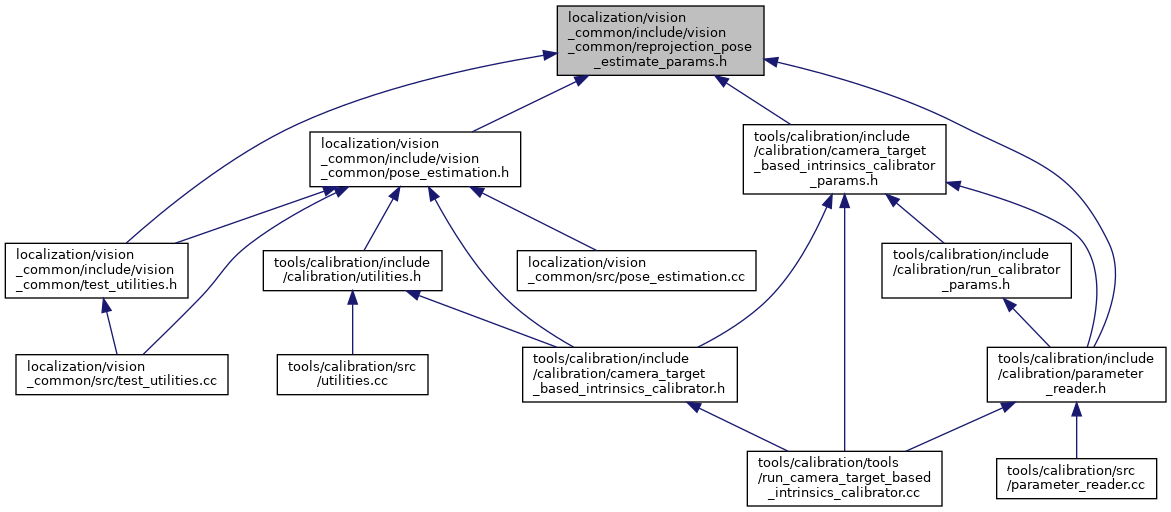 localization/vision
_common/include/vision
_common/reprojection_pose
_estimate_params.h
localization/vision
_common/include/vision
_common/pose_estimation.h
tools/calibration/include
/calibration/camera_target
_based_intrinsics_calibrator
_params.h
localization/vision
_common/include/vision
_common/test_utilities.h
tools/calibration/include
/calibration/utilities.h
localization/vision
_common/src/pose_estimation.cc
tools/calibration/include
/calibration/run_calibrator
_params.h
localization/vision
_common/src/test_utilities.cc
tools/calibration/src
/utilities.cc
tools/calibration/include
/calibration/camera_target
_based_intrinsics_calibrator.h
tools/calibration/include
/calibration/parameter
_reader.h
tools/calibration/tools
/run_camera_target_based
_intrinsics_calibrator.cc
tools/calibration/src
/parameter_reader.cc